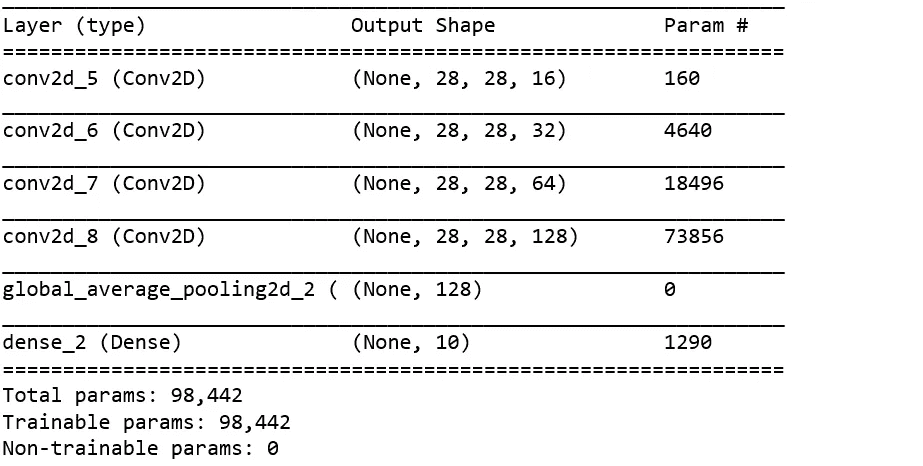 Layer (type) Output Shape Param #
=================================================================
conv2d_5 (Conv2D) (None, 28, 28, 16) 160
conv2d_6 (Conv2D) (None, 28, 28, 32) 4640
conv2d_7 (Conv2D) (None, 28, 28, 64) 18496
conv2d_8 (Conv2D) (None, 28, 28, 128) 73856
global_average_pooling2d_2 ( (None, 128) 0
dense_2 (Dense) (None, 10) 1290
=================================================================
Total params: 98,442
Trainable params: 98,442
Non-trainable params: 0